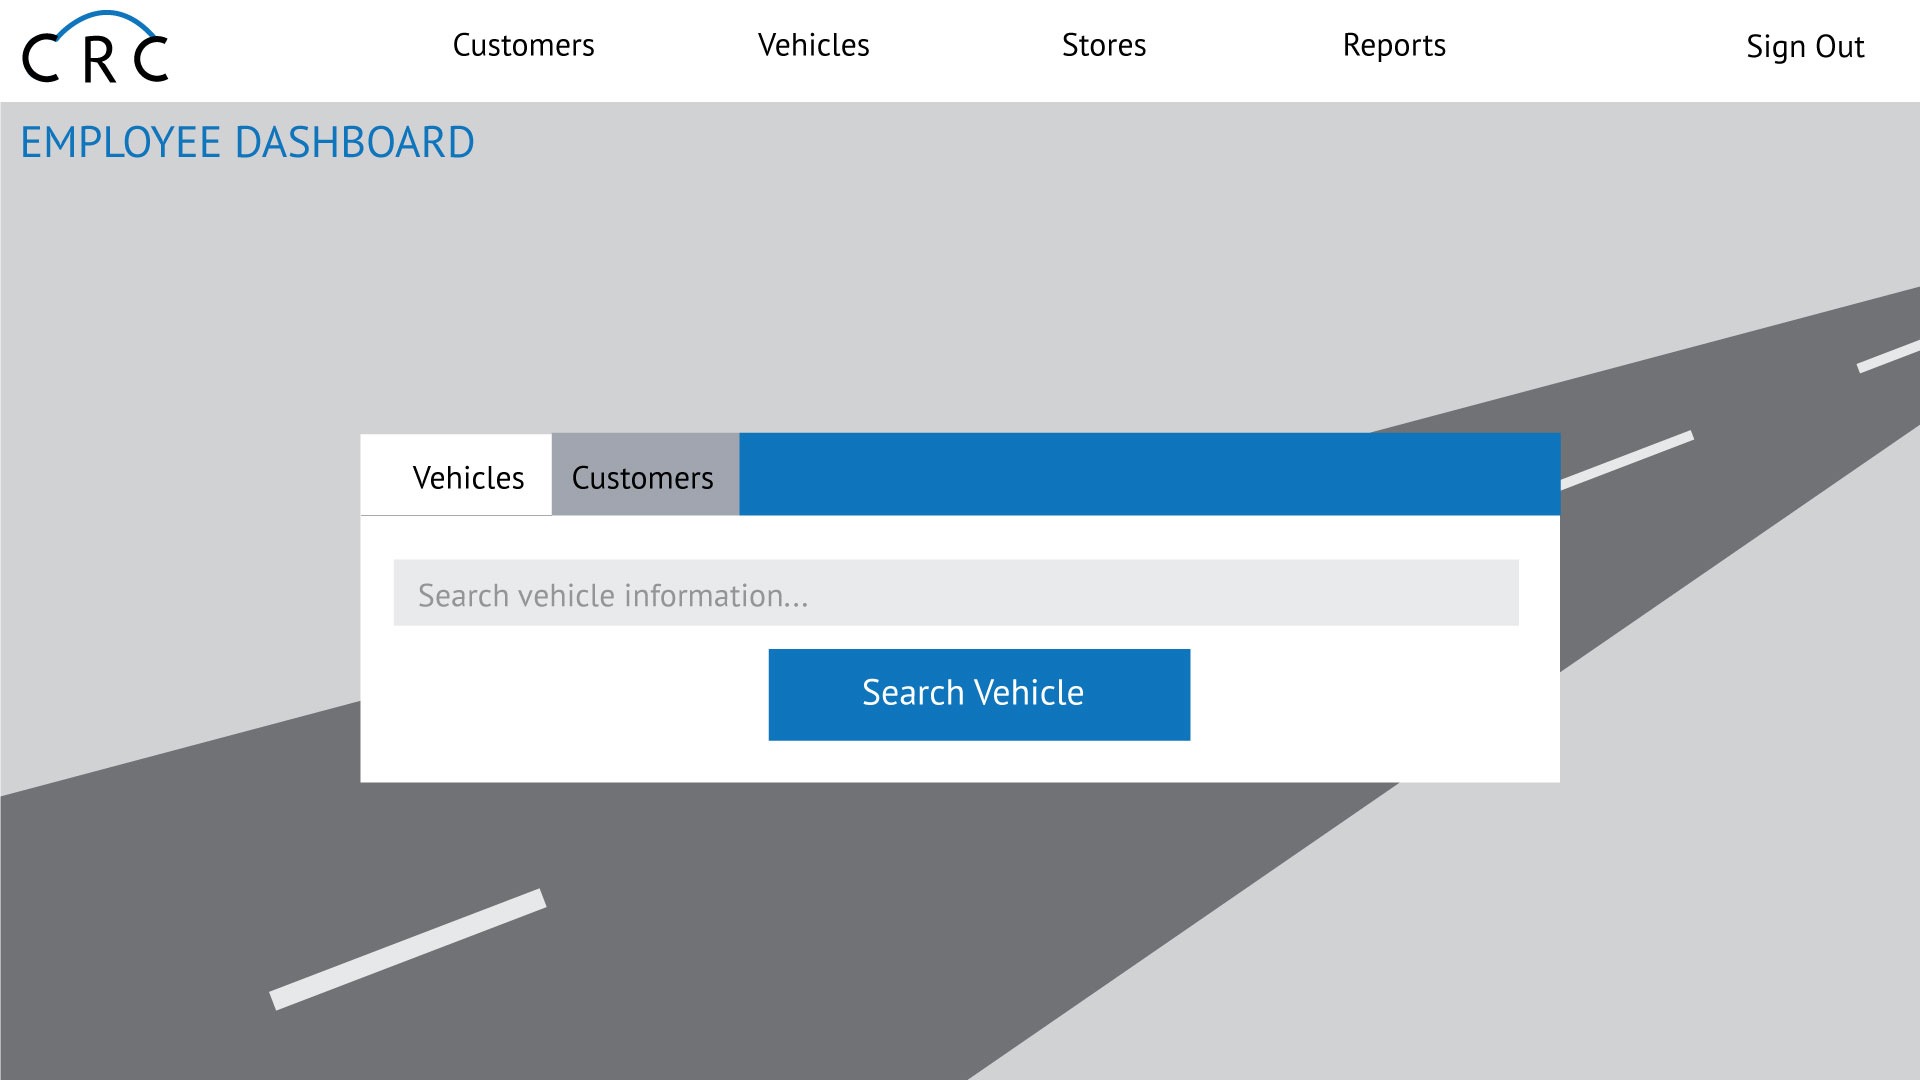 CRC
Customers Vehicles Stores Reports Sign Out
EMPLOYEE DASHBOARD
Vehicles Customers
Search vehicle information...
Search Vehicle